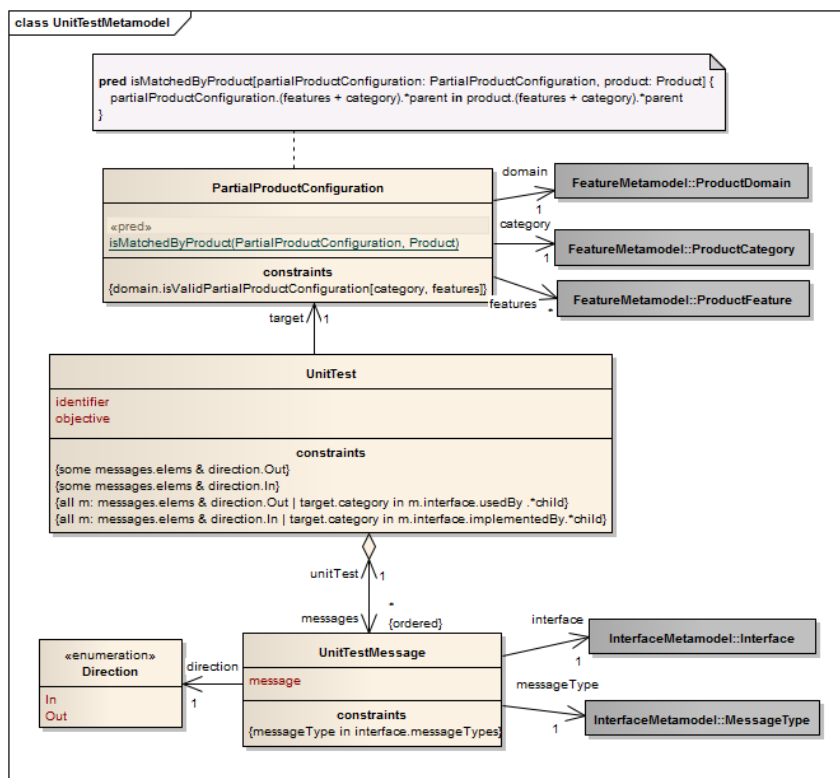 class UnitTestMetamodel
pred isMatchedByProduct[partialProductConfiguration: PartialProductConfiguration, product: Product] {
partialProductConfiguration.(features + category).*parent in product.(features + category).*parent
}
PartialProductConfiguration
«pred»
isMatchedByProduct(PartialProductConfiguration, Product)
constraints
{domain.isValidPartialProductConfiguration[category, features]}
domain
1
FeatureMetamodel::ProductDomain
category
1
FeatureMetamodel::ProductCategory
features
*
FeatureMetamodel::ProductFeature
target
1
UnitTest
identifier
objective
constraints
{some messages.elems & direction.Out}
{some messages.elems & direction.In}
{all m: messages.elems & direction.Out | target.category in m.interface.usedBy .*child}
{all m: messages.elems & direction.In | target.category in m.interface.implementedBy.*child}
unitTest
1
messages
*
{ordered}
«enumeration»
Direction
In
Out
direction
1
UnitTestMessage
message
constraints
{messageType in interface.messageTypes}
interface
1
InterfaceMetamodel::Interface
messageType
1
InterfaceMetamodel::MessageType